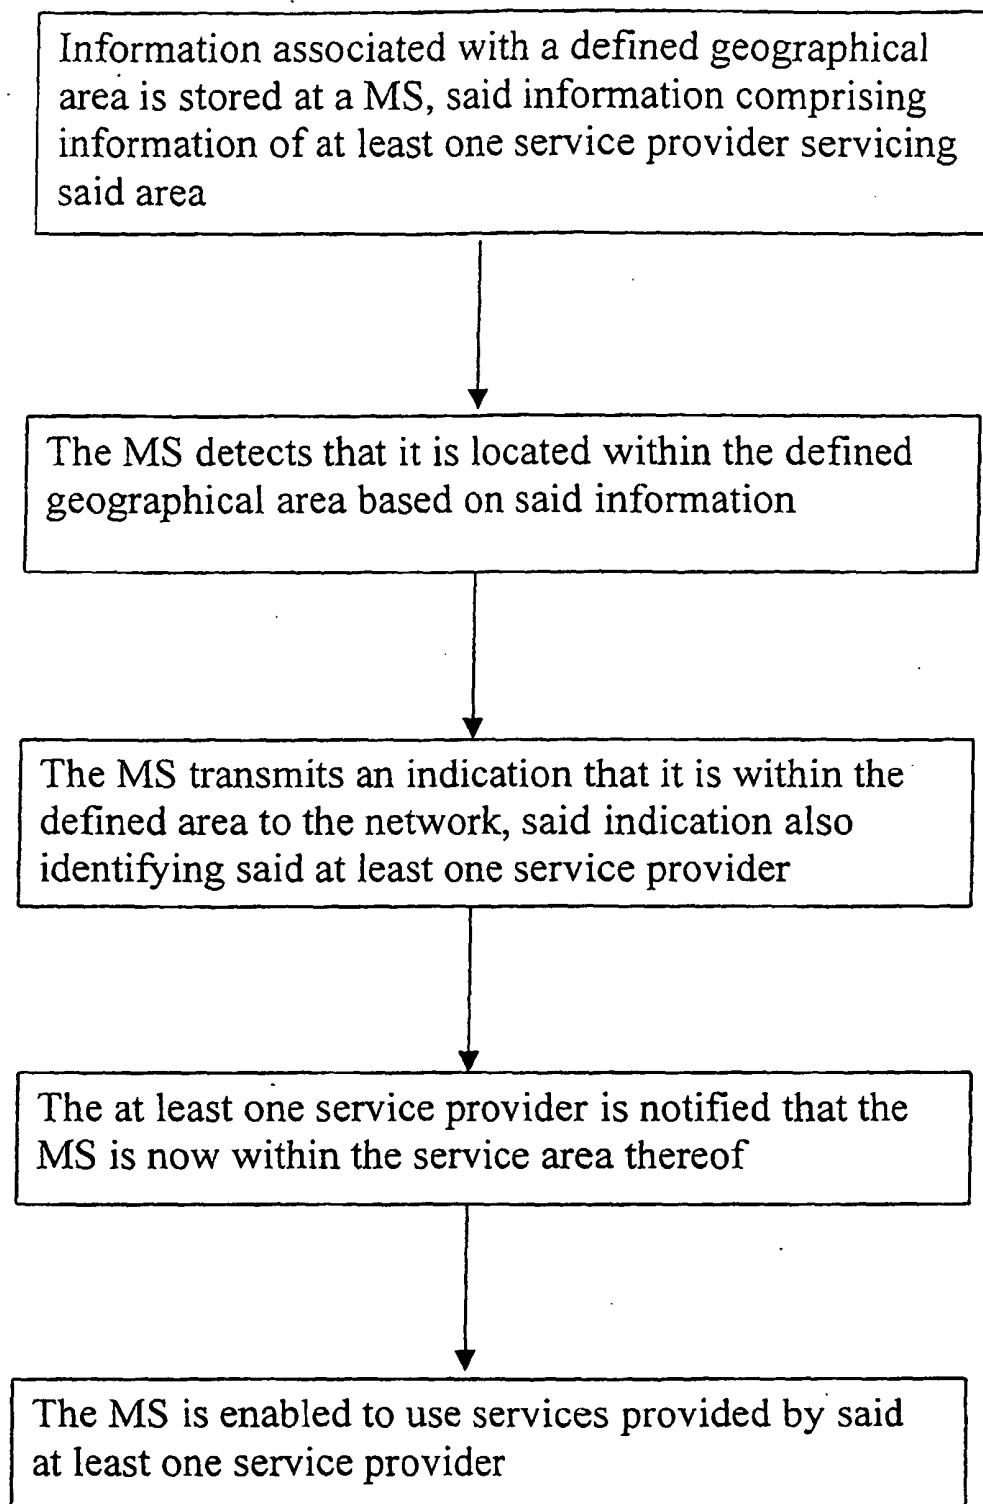 Information associated with a defined geographical
area is stored at a MS, said information comprising
information of at least one service provider servicing
said area
The MS detects that it is located within the defined
geographical area based on said information
The MS transmits an indication that it is within the
defined area to the network, said indication also
identifying said at least one service provider
The at least one service provider is notified that the
MS is now within the service area thereof
The MS is enabled to use services provided by said
at least one service provider